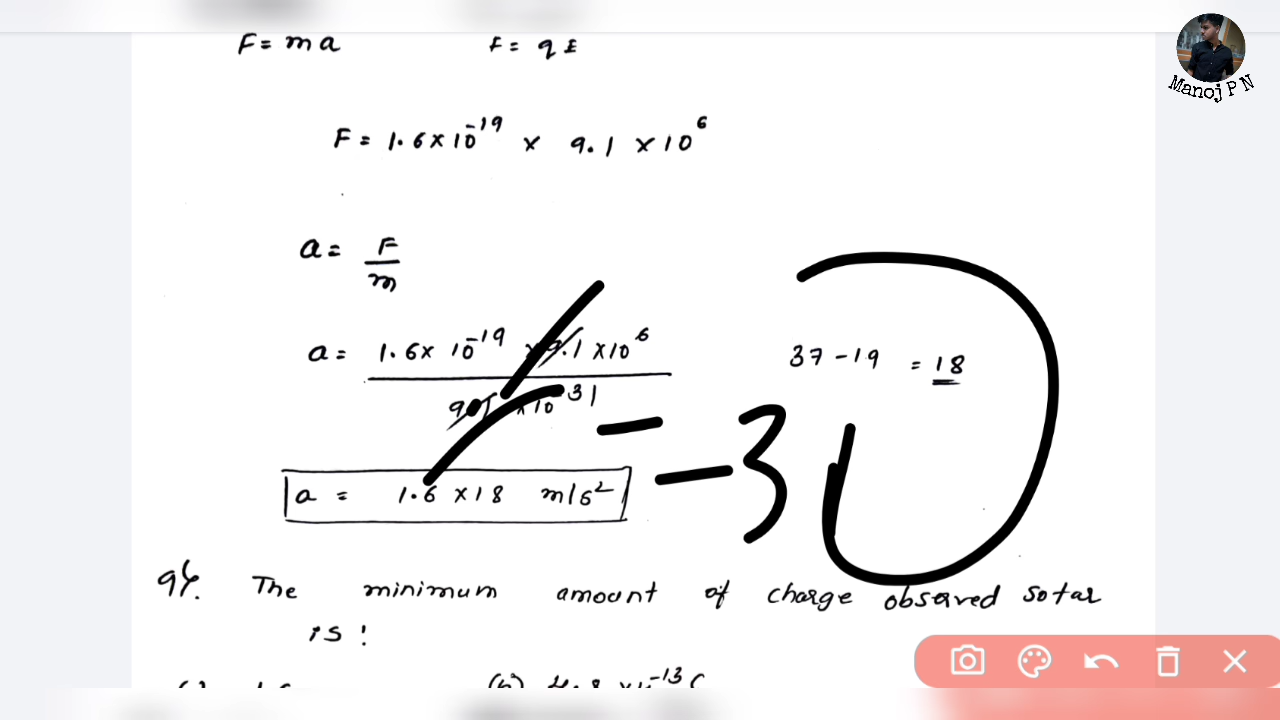 Manoj P N
F = ma F = qE
F = 1.6 × 10⁻¹⁹ × 9.1 × 10⁶
a = F
m
a = 1.6 × 10⁻¹⁹ × 9.1 × 10⁶
9.1 × 10 31
37 - 19 = 18
- 3
a = 1.6 × 18 m/s²
94. The minimum amount of charge observed so far
is !